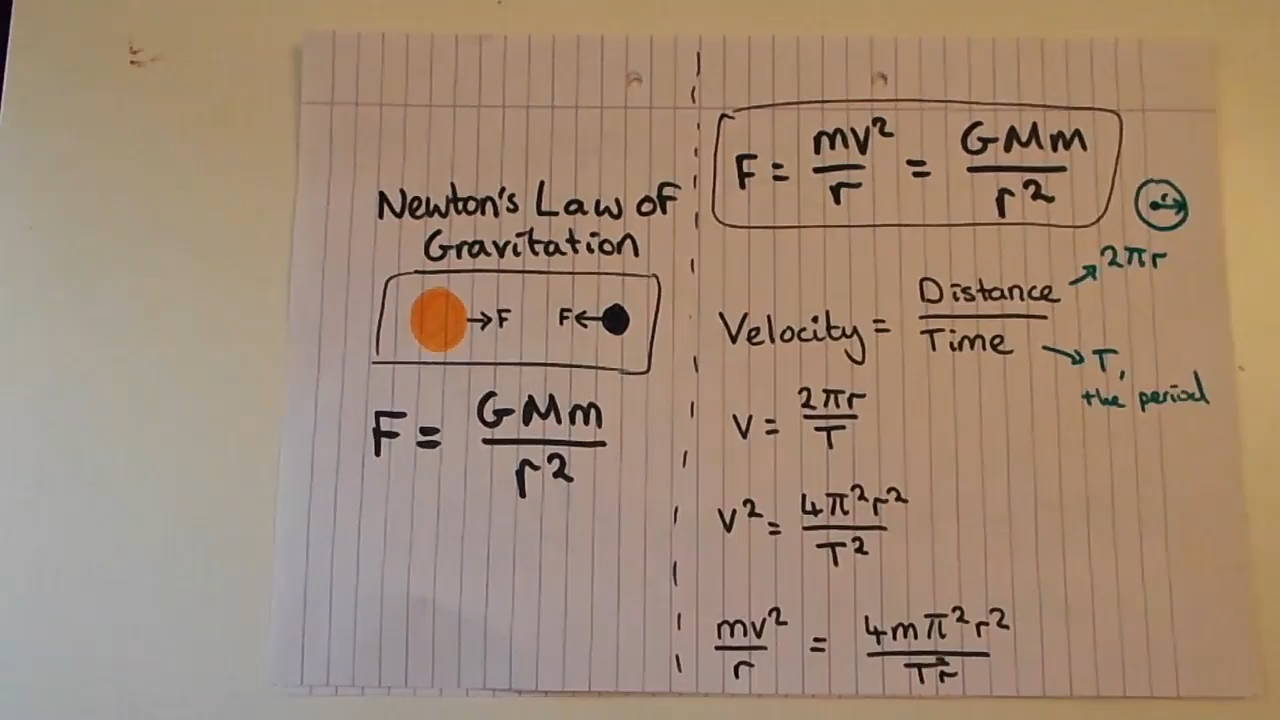 Newton's Law of
Gravitation
→F F←
F = GMm / r²
F = mv² / r = GMm / r²
r
Velocity = Distance / Time
→ 2πr
→ T,
the period
V = 2πr / T
V² = 4π²r² / T²
mv² / r = 4mπ²r² / T²r